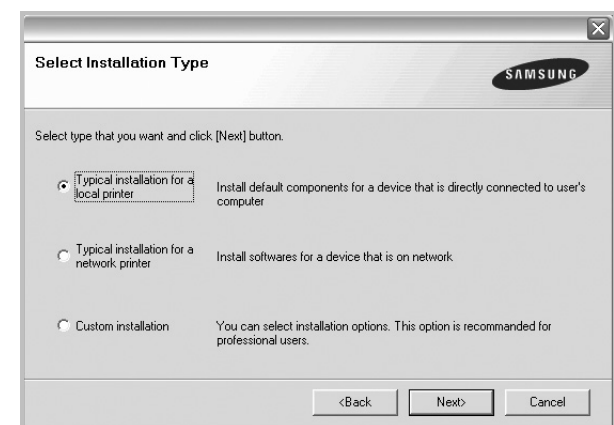 Select Installation Type
SAMSUNG
Select type that you want and click [Next] button.
Typical installation for a
local printer
Install default components for a device that is directly connected to user's
computer
Typical installation for a
network printer
Install softwares for a device that is on network
Custom installation
You can select installation options. This option is recommanded for
professional users.
<Back
Next>
Cancel